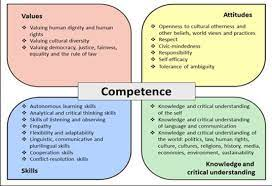 Values
❖ Valuing human dignity and human
rights
❖ Valuing cultural diversity
❖ Valuing democracy, justice, fairness,
equality and the rule of law
Attitudes
❖ Openness to cultural otherness and
other beliefs, world views and practices
❖ Respect
❖ Civic-mindedness
❖ Responsibility
❖ Self-efficacy
❖ Tolerance of ambiguity
Competence
❖ Autonomous learning skills
❖ Analytical and critical thinking skills
❖ Skills of listening and observing
❖ Empathy
❖ Flexibility and adaptability
❖ Linguistic, communicative and
plurilingual skills
❖ Cooperation skills
❖ Conflict-resolution skills
Skills
❖ Knowledge and critical understanding
of the self
❖ Knowledge and critical understanding
of language and communication
❖ Knowledge and critical understanding
of the world: politics, law, human rights,
culture, cultures, religions, history, media,
economies, environment, sustainability
Knowledge and
critical understanding